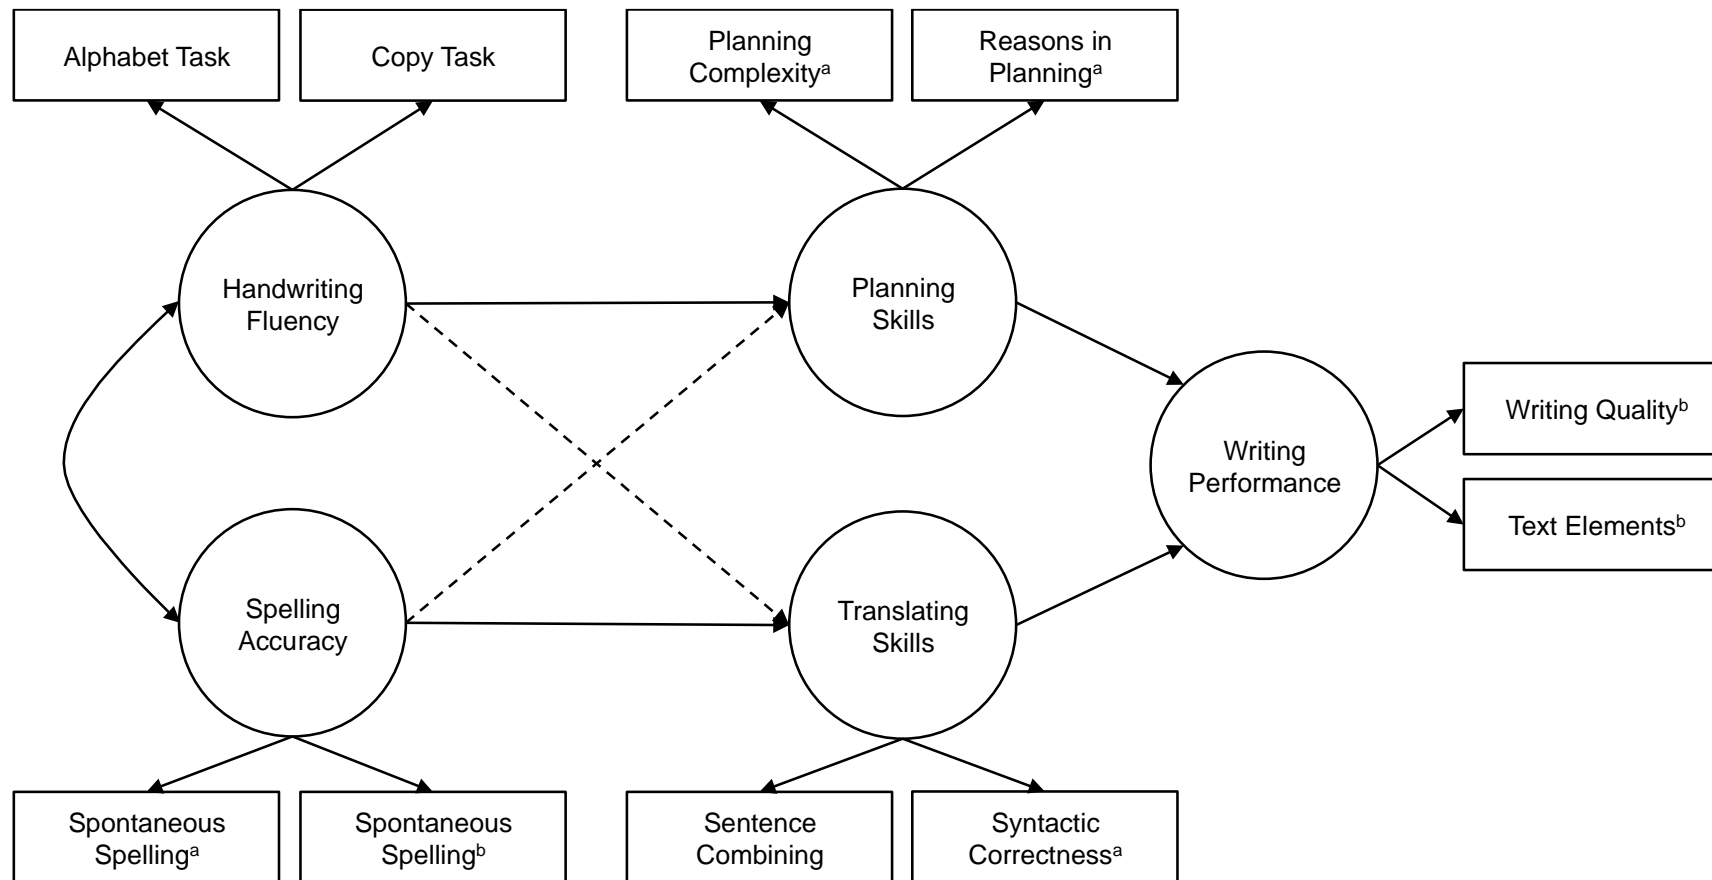 Alphabet Task
Copy Task
Planning
Complexityᵃ
Reasons in
Planningᵃ
Handwriting
Fluency
Planning
Skills
Writing
Performance
Writing Qualityᵇ
Text Elementsᵇ
Spelling
Accuracy
Translating
Skills
Spontaneous
Spellingᵃ
Spontaneous
Spellingᵇ
Sentence
Combining
Syntactic
Correctnessᵃ